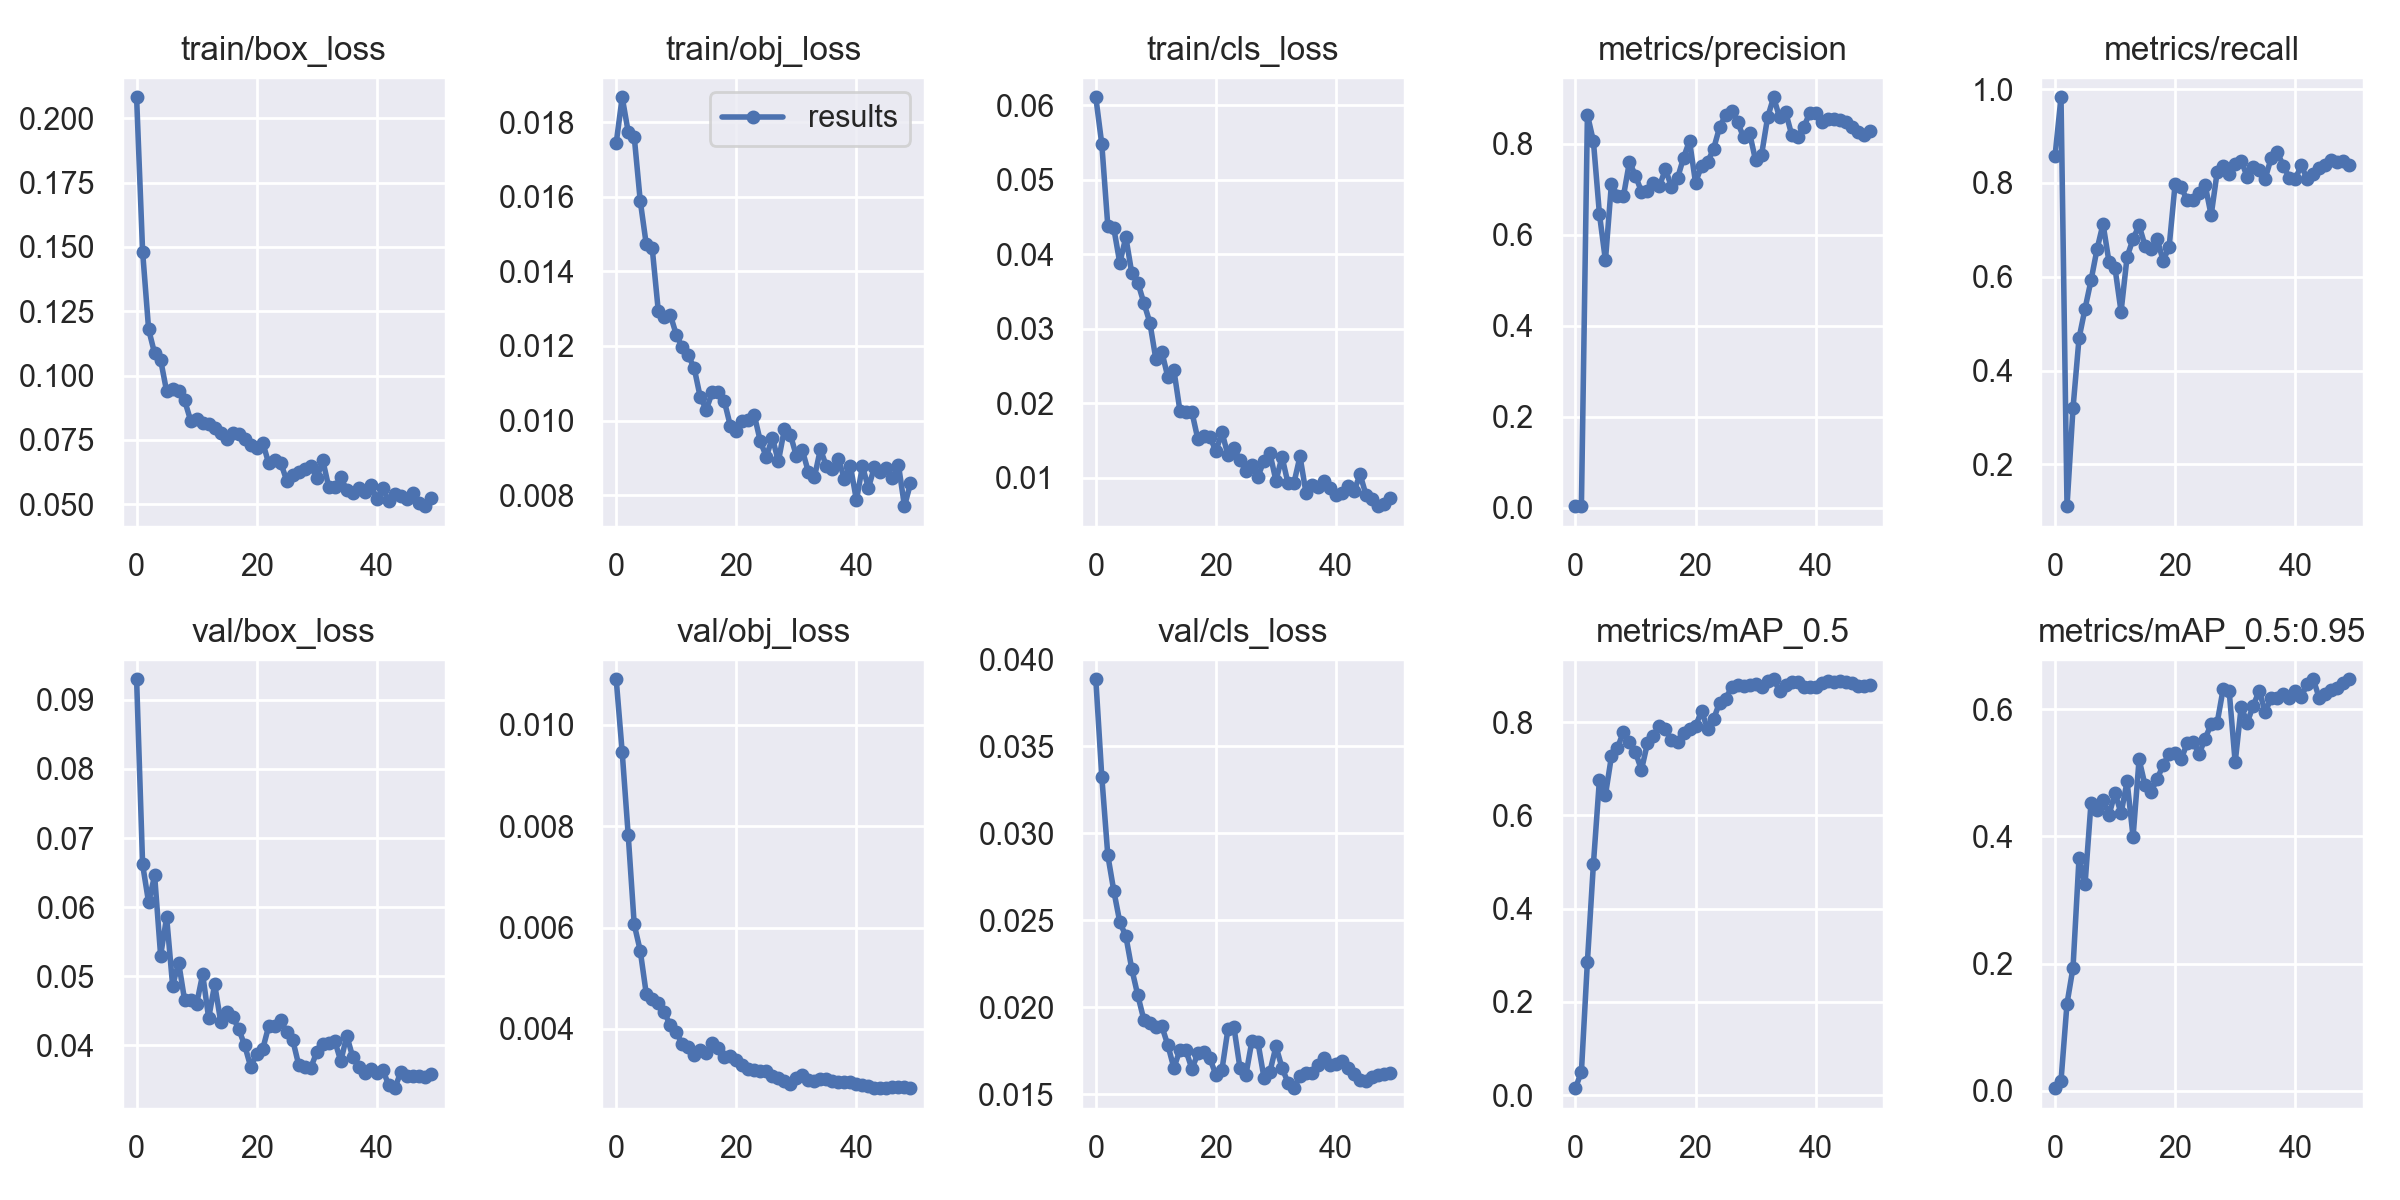 train/box_loss
0.200
0.175
0.150
0.125
0.100
0.075
0.050
0 20 40
train/obj_loss
results
0.018
0.016
0.014
0.012
0.010
0.008
0 20 40
train/cls_loss
0.06
0.05
0.04
0.03
0.02
0.01
0 20 40
metrics/precision
0.8
0.6
0.4
0.2
0.0
0 20 40
metrics/recall
1.0
0.8
0.6
0.4
0.2
0 20 40
val/box_loss
0.09
0.08
0.07
0.06
0.05
0.04
0 20 40
val/obj_loss
0.010
0.008
0.006
0.004
0 20 40
val/cls_loss
0.040
0.035
0.030
0.025
0.020
0.015
0 20 40
metrics/mAP_0.5
0.8
0.6
0.4
0.2
0.0
0 20 40
metrics/mAP_0.5:0.95
0.6
0.4
0.2
0.0
0 20 40